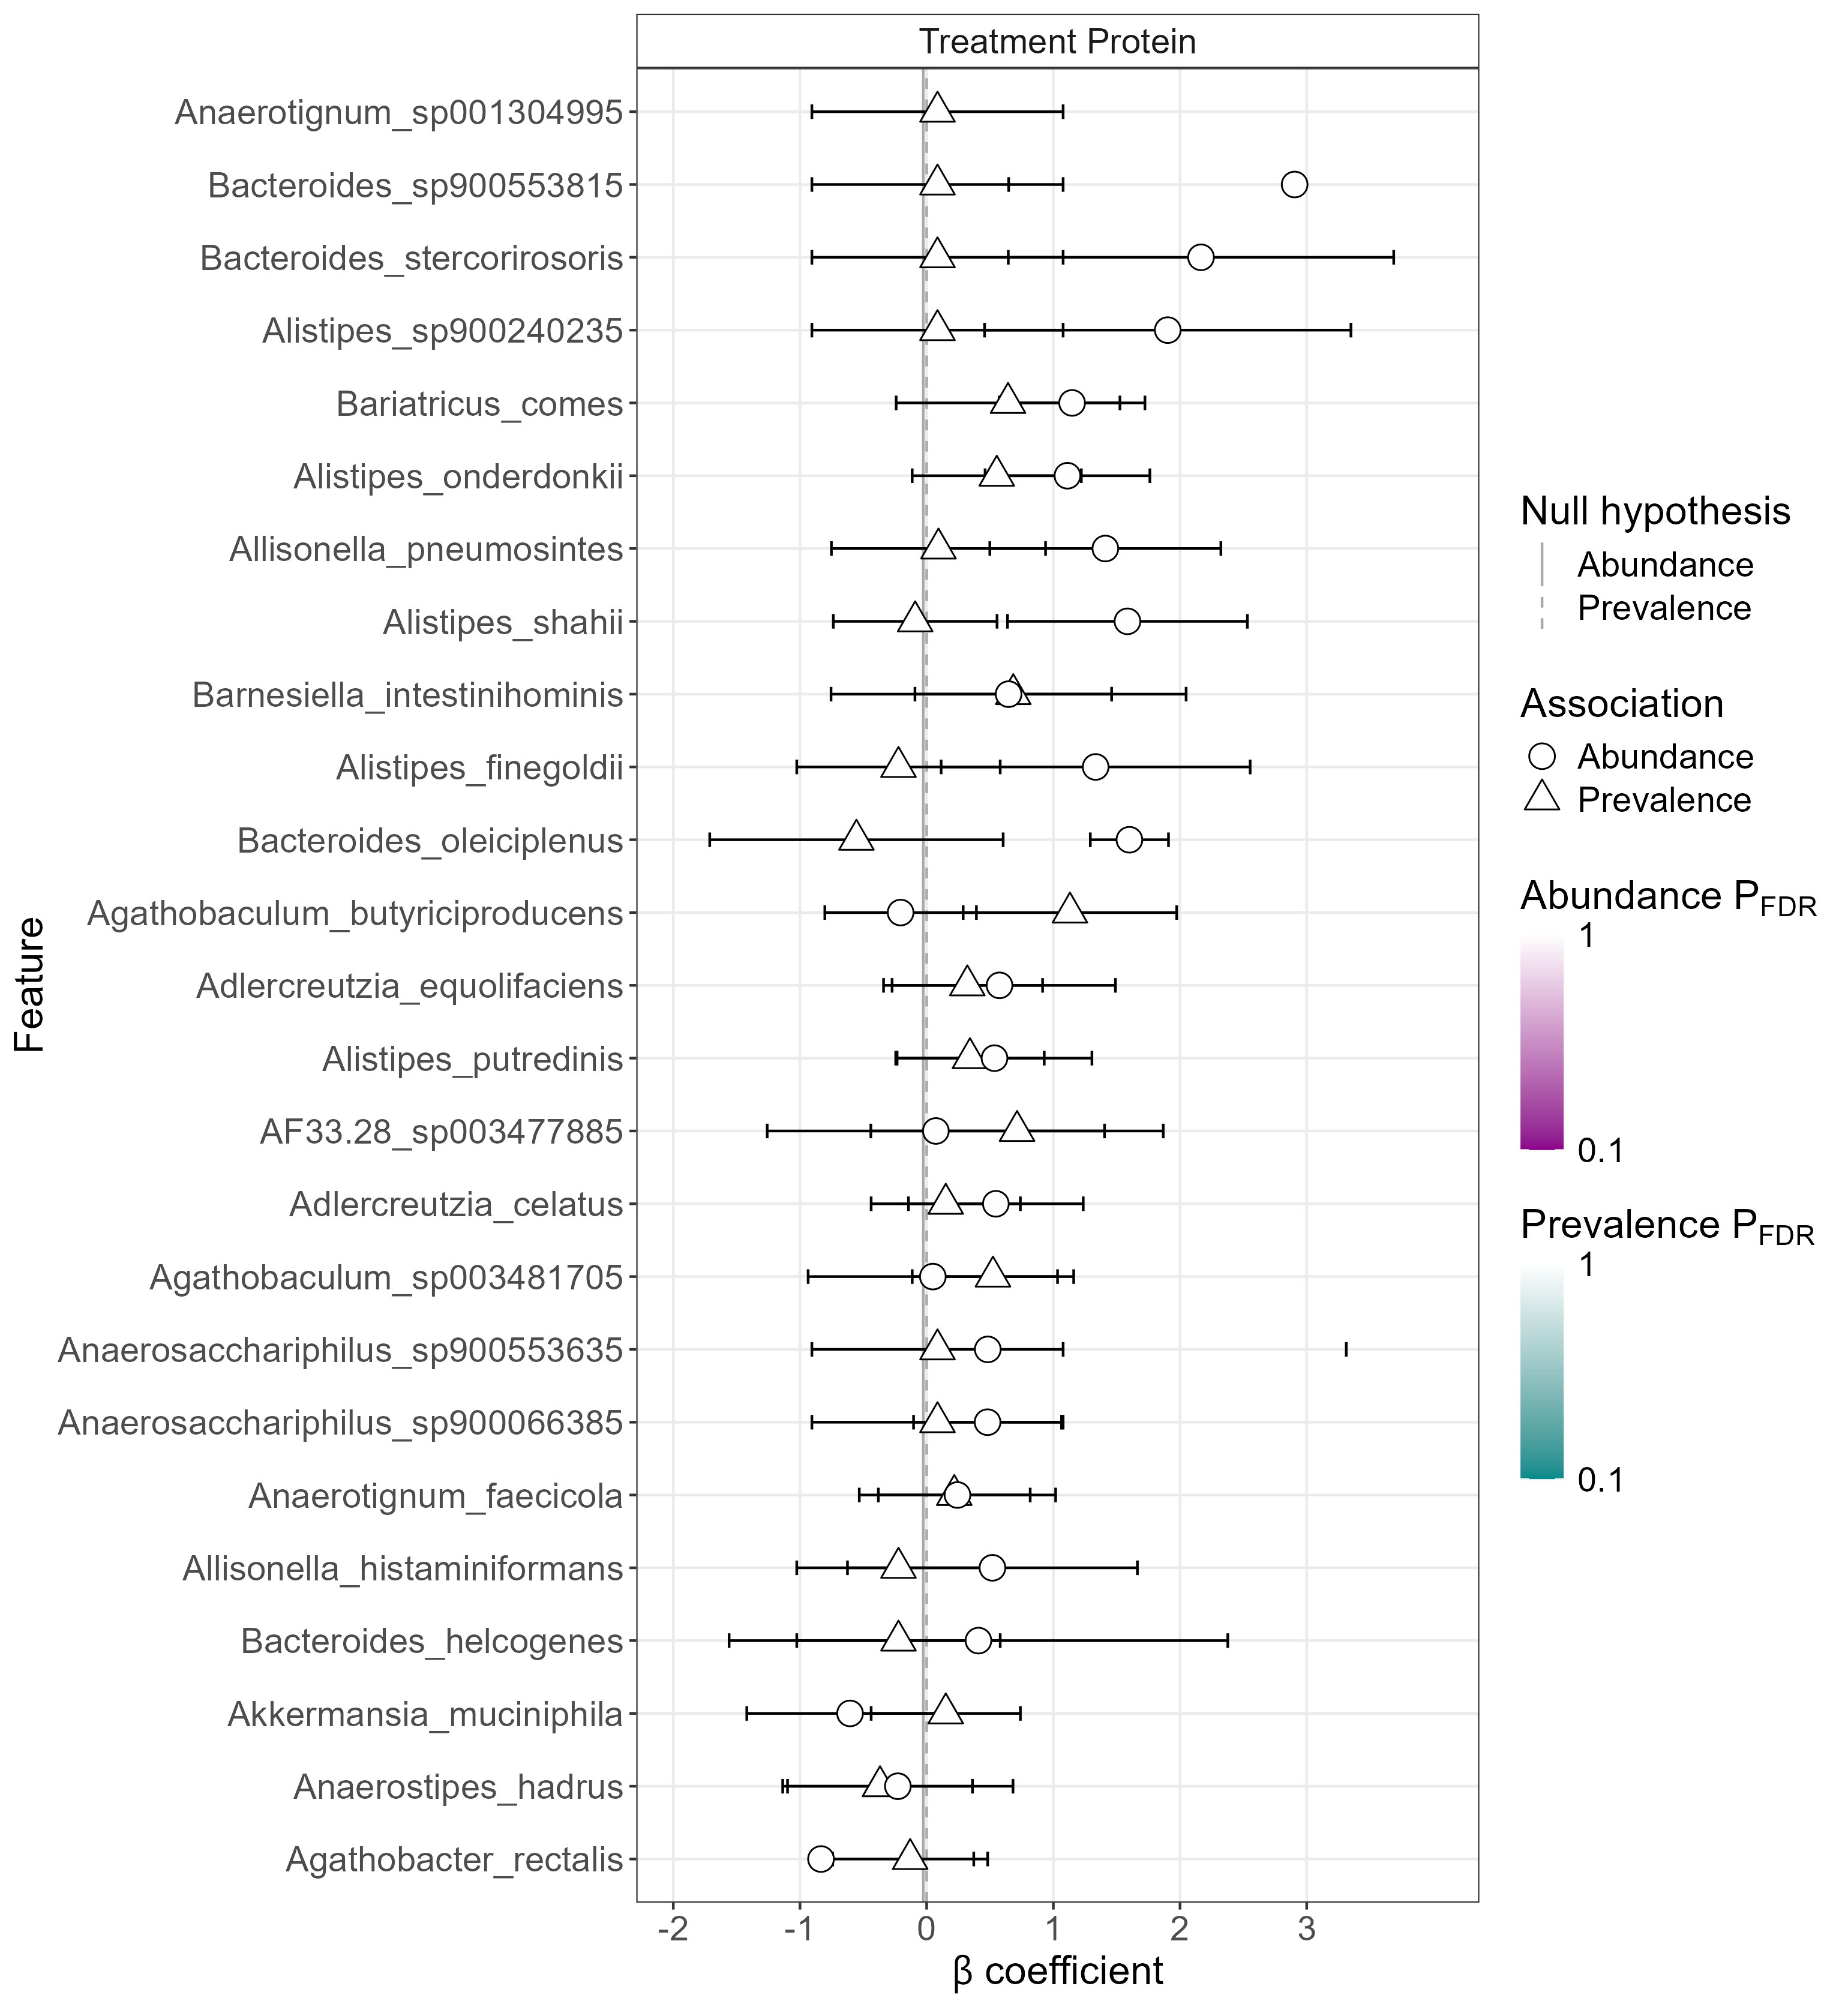 Treatment Protein
Anaerotignum_sp001304995
Bacteroides_sp900553815
Bacteroides_stercorirosoris
Alistipes_sp900240235
Bariatricus_comes
Alistipes_onderdonkii
Allisonella_pneumosintes
Alistipes_shahii
Barnesiella_intestinihominis
Alistipes_finegoldii
Bacteroides_oleiciplenus
Agathobaculum_butyriciproducens
Adlercreutzia_equolifaciens
Alistipes_putredinis
AF33.28_sp003477885
Adlercreutzia_celatus
Agathobaculum_sp003481705
Anaerosacchariphilus_sp900553635
Anaerosacchariphilus_sp900066385
Anaerotignum_faecicola
Allisonella_histaminiformans
Bacteroides_helcogenes
Akkermansia_muciniphila
Anaerostipes_hadrus
Agathobacter_rectalis
Feature
-2 -1 0 1 2 3
β coefficient
Null hypothesis
Abundance
Prevalence
Association
Abundance
Prevalence
Abundance PFDR
1
0.1
Prevalence PFDR
1
0.1